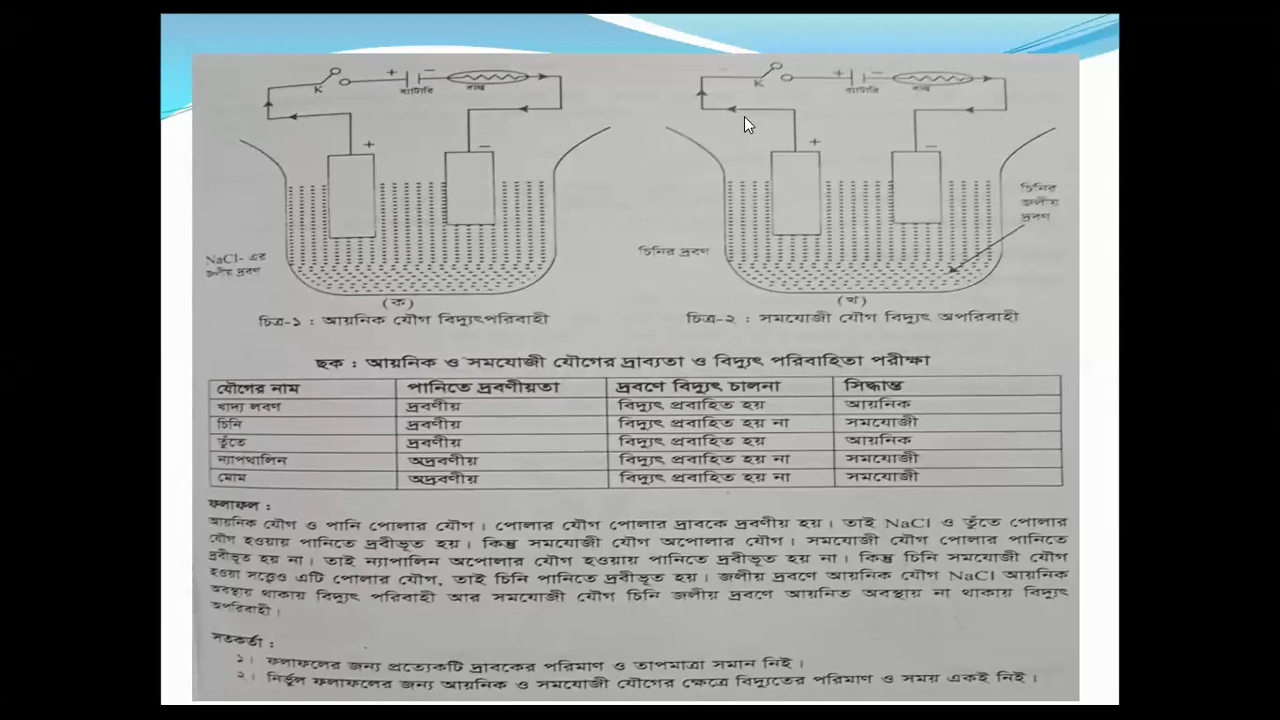 K + − ব্যাটারি বাল্ব
K + − ব্যাটারি বাল্ব
+ −
+ −
চিনির
জলীয়
দ্রবণ
NaCl- এর
জলীয় দ্রবণ
চিনির দ্রবণ
(ক)
(খ)
চিত্র-১ : আয়নিক যৌগ বিদ্যুৎপরিবাহী
চিত্র-২ : সমযোজী যৌগ বিদ্যুৎ অপরিবাহী
ছক : আয়নিক ও সমযোজী যৌগের দ্রাব্যতা ও বিদ্যুৎ পরিবাহিতা পরীক্ষা
যৌগের নাম পানিতে দ্রবণীয়তা দ্রবণে বিদ্যুৎ চালনা সিদ্ধান্ত
খাদ্য লবণ দ্রবণীয় বিদ্যুৎ প্রবাহিত হয় আয়নিক
চিনি দ্রবণীয় বিদ্যুৎ প্রবাহিত হয় না সমযোজী
তুঁতে দ্রবণীয় বিদ্যুৎ প্রবাহিত হয় আয়নিক
ন্যাপথালিন অদ্রবণীয় বিদ্যুৎ প্রবাহিত হয় না সমযোজী
মোম অদ্রবণীয় বিদ্যুৎ প্রবাহিত হয় না সমযোজী
ফলাফল :
আয়নিক যৌগ ও পানি পোলার যৌগ। পোলার যৌগ পোলার দ্রাবকে দ্রবণীয় হয়। তাই NaCl ও তুঁতে পোলার
যৌগ হওয়ায় পানিতে দ্রবীভূত হয়। কিন্তু সমযোজী যৌগ অপোলার যৌগ। সমযোজী যৌগ পোলার পানিতে
দ্রবীভূত হয় না। তাই ন্যাপালিন অপোলার যৌগ হওয়ায় পানিতে দ্রবীভূত হয় না। কিন্তু চিনি সমযোজী যৌগ
হওয়া সত্ত্বেও এটি পোলার যৌগ, তাই চিনি পানিতে দ্রবীভূত হয়। জলীয় দ্রবণে আয়নিক যৌগ NaCl আয়নিক
অবস্থায় থাকায় বিদ্যুৎ পরিবাহী আর সমযোজী যৌগ চিনি জলীয় দ্রবণে আয়নিত অবস্থায় না থাকায় বিদ্যুৎ
অপরিবাহী।
সতর্কতা :
১। ফলাফলের জন্য প্রত্যেকটি দ্রাবকের পরিমাণ ও তাপমাত্রা সমান নিই।
২। নির্ভুল ফলাফলের জন্য আয়নিক ও সমযোজী যৌগের ক্ষেত্রে বিদ্যুতের পরিমাণ ও সময় একই নিই।